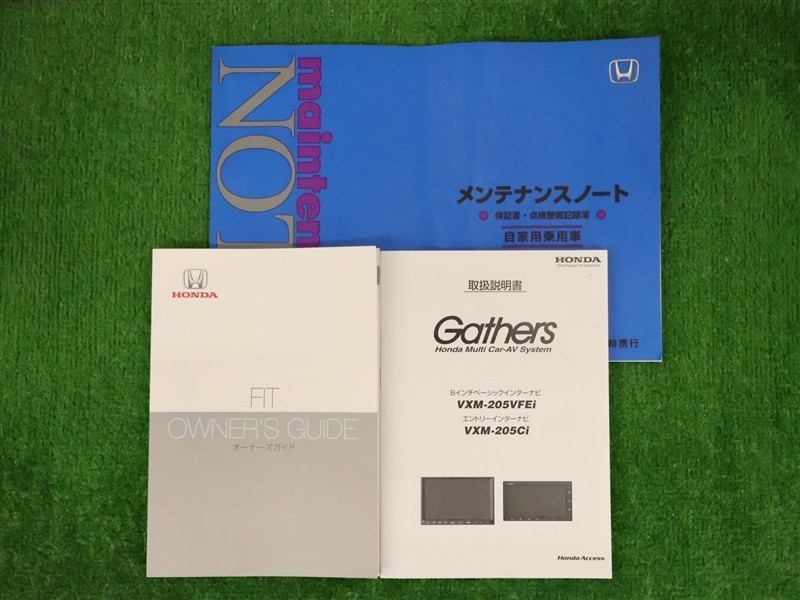 mainten
NOT
メンテナンスノート
保証書・点検整備記録簿
自家用乗用車
時携行
HONDA
FIT
OWNER'S GUIDE
オーナーズガイド
HONDA
The Power of Dreams
取扱説明書
Gathers
Honda Multi Car-AV System
8インチベーシックインターナビ
VXM-205VFEi
エントリーインターナビ
VXM-205Ci
Honda Access